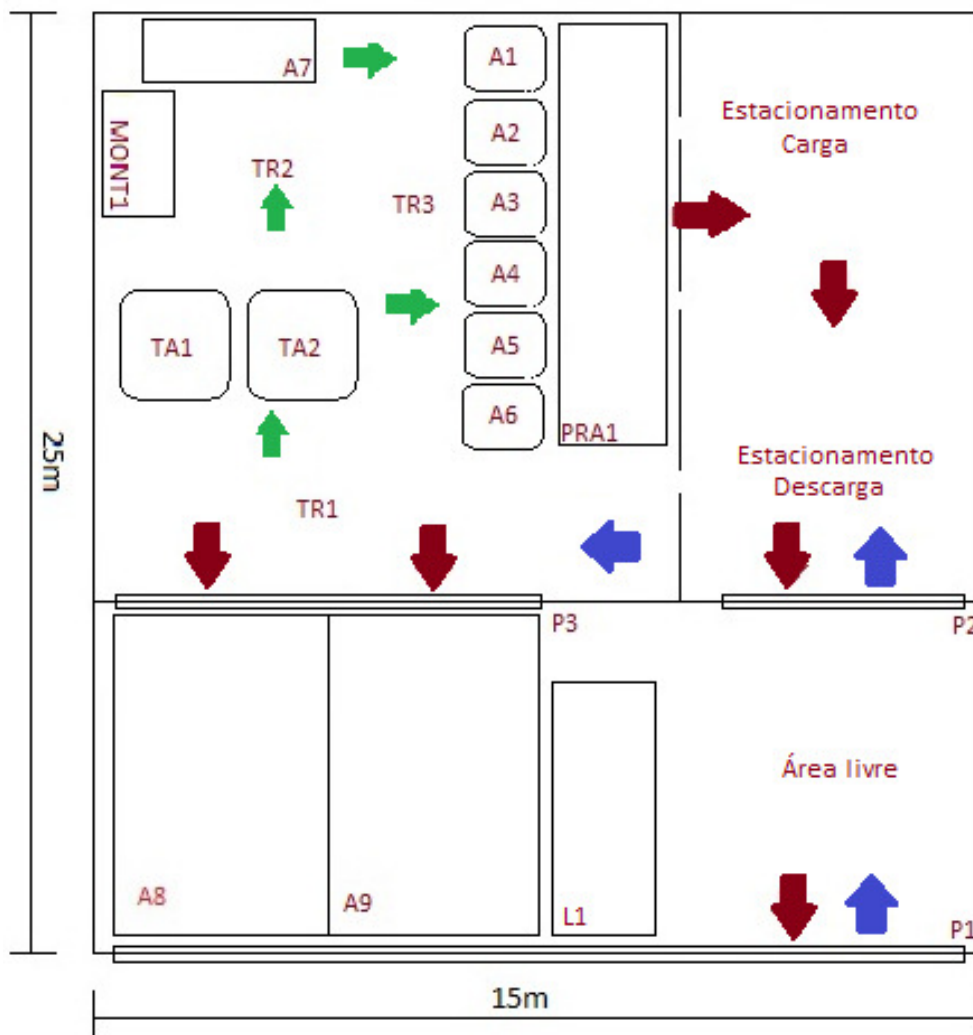 A7
A1
MONT1
A2
Estacionamento
Carga
TR2
TR3
A3
A4
TA1
TA2
A5
A6
PRA1
Estacionamento
Descarga
25m
TR1
P3
P2
Área livre
A8
A9
L1
P1
15m